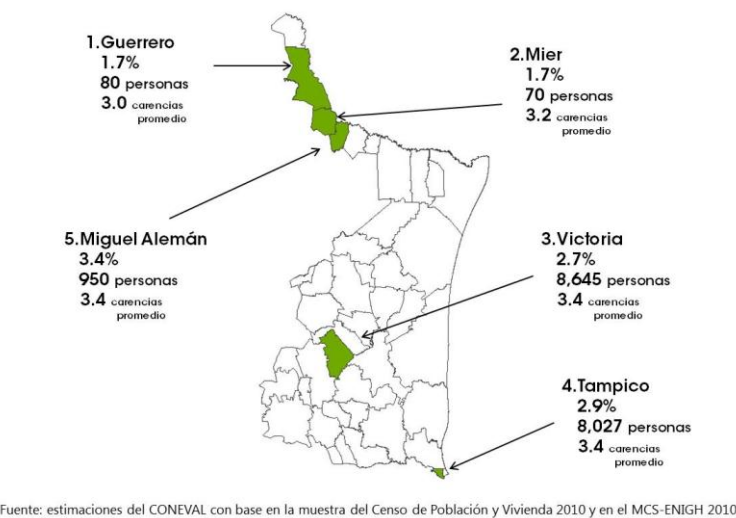 1.Guerrero
1.7%
80 personas
3.0 carencias
promedio
2.Mier
1.7%
70 personas
3.2 carencias
promedio
5.Miguel Alemán
3.4%
950 personas
3.4 carencias
promedio
3.Victoria
2.7%
8,645 personas
3.4 carencias
promedio
4.Tampico
2.9%
8,027 personas
3.4 carencias
promedio
Fuente: estimaciones del CONEVAL con base en la muestra del Censo de Población y Vivienda 2010 y en el MCS-ENIGH 2010